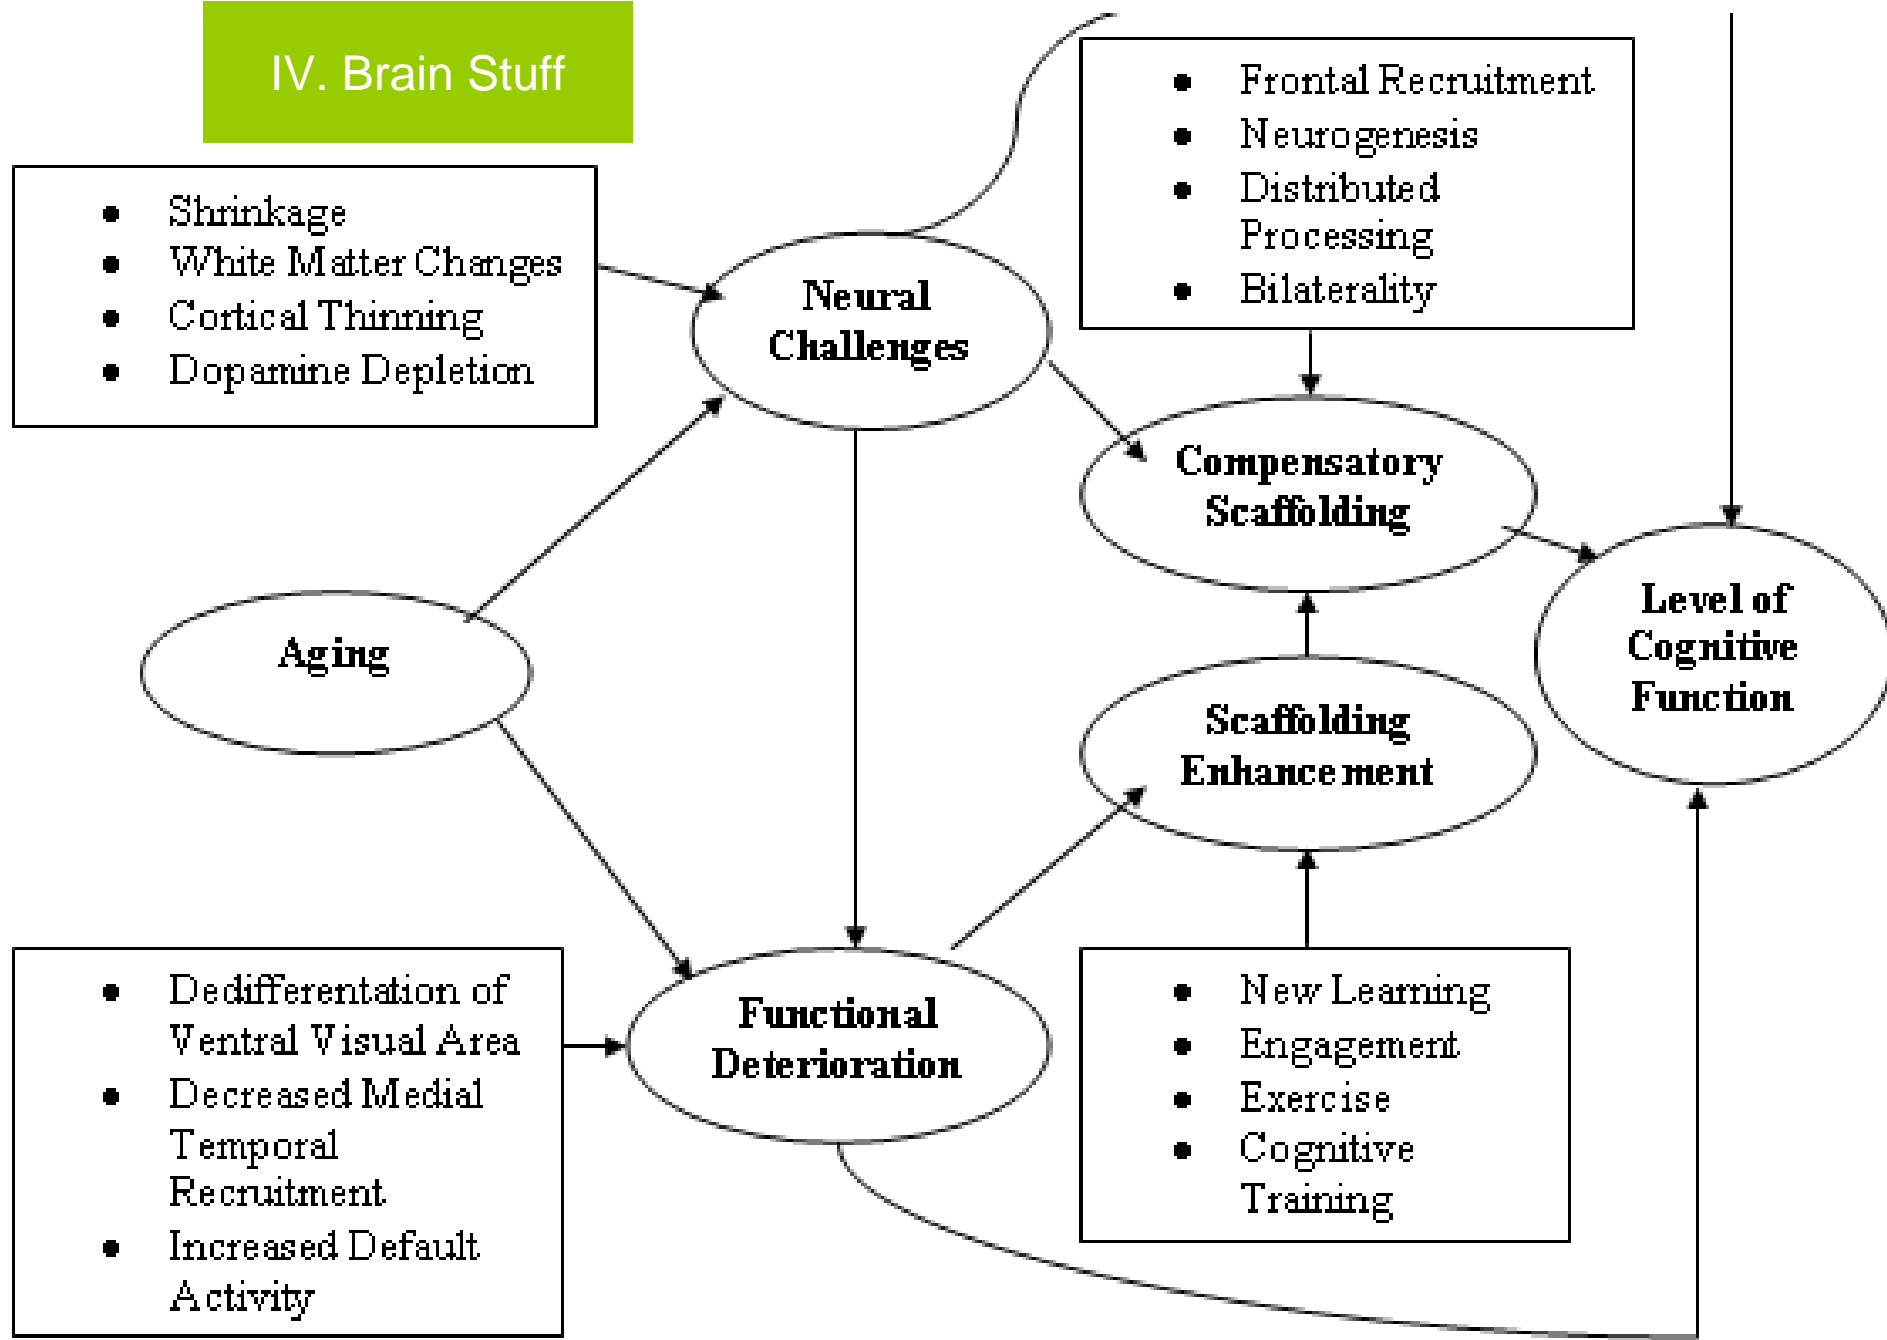 IV. Brain Stuff
● Shrinkage
● White Matter Changes
● Cortical Thinning
● Dopamine Depletion
Neural
Challenges
● Frontal Recruitment
● Neurogenesis
● Distributed
Processing
● Bilaterality
Compensatory
Scaffolding
Aging
Level of
Cognitive
Function
Scaffolding
Enhancement
● Dedifferentation of
Ventral Visual Area
● Decreased Medial
Temporal
Recruitment
● Increased Default
Activity
Functional
Deterioration
● New Learning
● Engagement
● Exercise
● Cognitive
Training